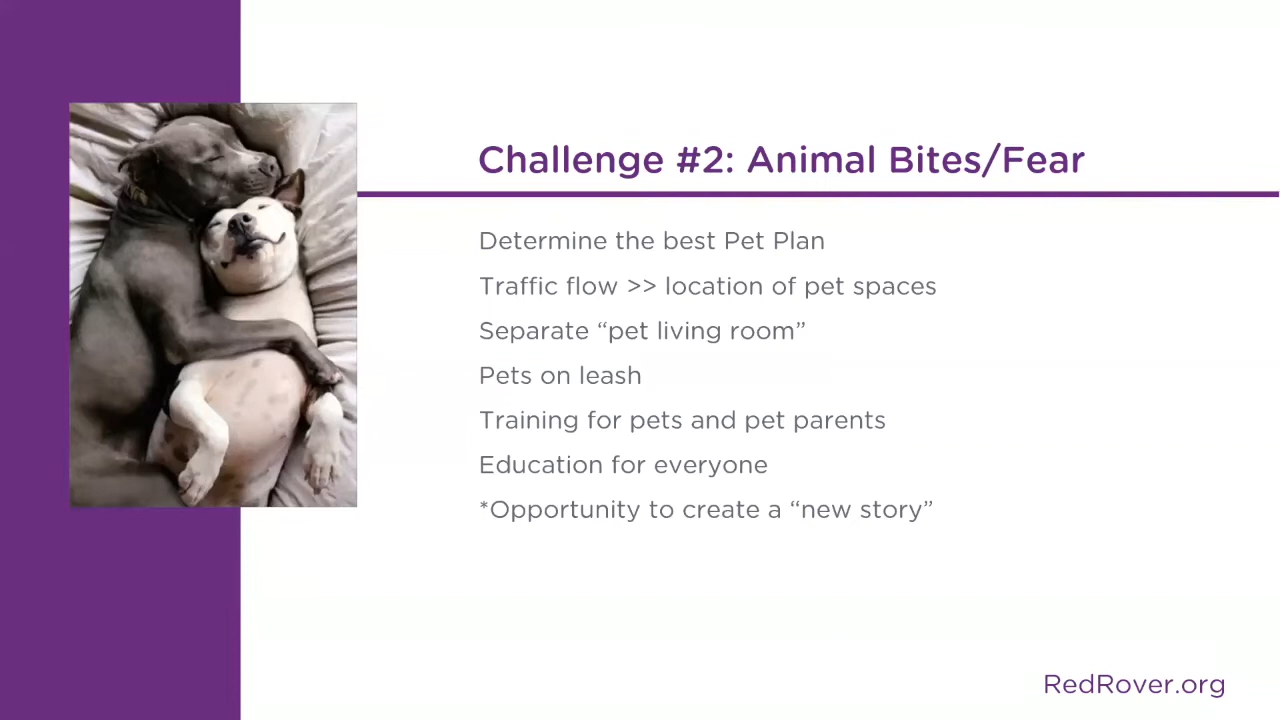 Challenge #2: Animal Bites/Fear
Determine the best Pet Plan
Traffic flow >> location of pet spaces
Separate “pet living room”
Pets on leash
Training for pets and pet parents
Education for everyone
*Opportunity to create a “new story”
RedRover.org